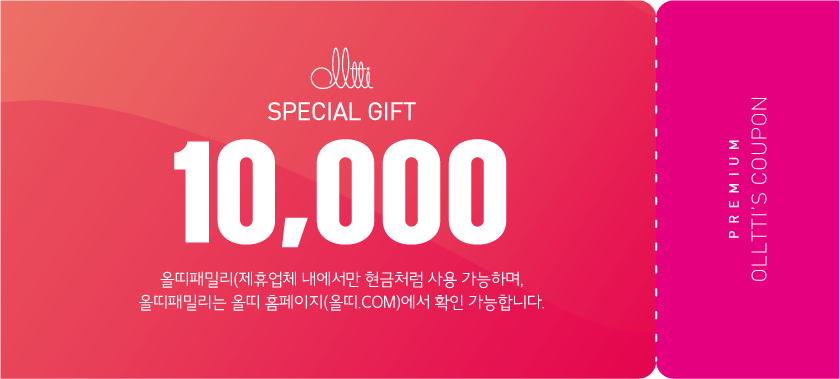 olltti
SPECIAL GIFT
10,000
올띠패밀리(제휴업체 내에서만 현금처럼 사용 가능하며,
올띠패밀리는 올띠 홈페이지(올띠.COM)에서 확인 가능합니다.
PREMIUM
OLLTTI'S COUPON